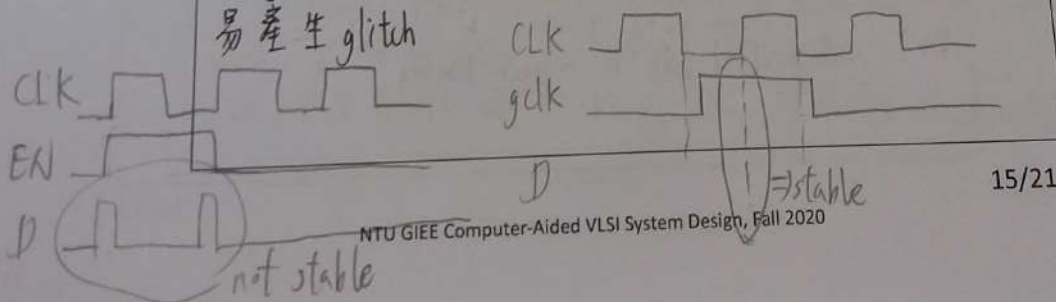 易產生glitch
CLK
CLK
gclk
EN
D
D
⇒stable
15/21
NTU GIEE Computer-Aided VLSI System Design, Fall 2020
not stable